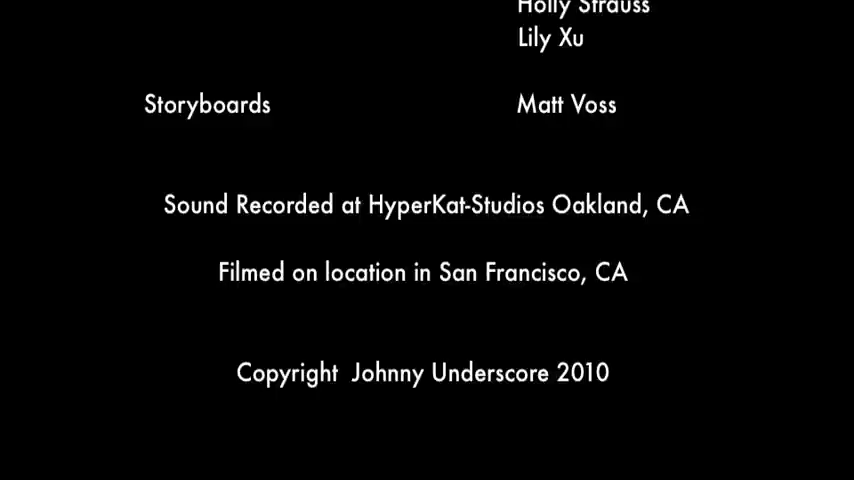 Holly Strauss
Lily Xu
Storyboards Matt Voss
Sound Recorded at HyperKat-Studios Oakland, CA
Filmed on location in San Francisco, CA
Copyright Johnny Underscore 2010